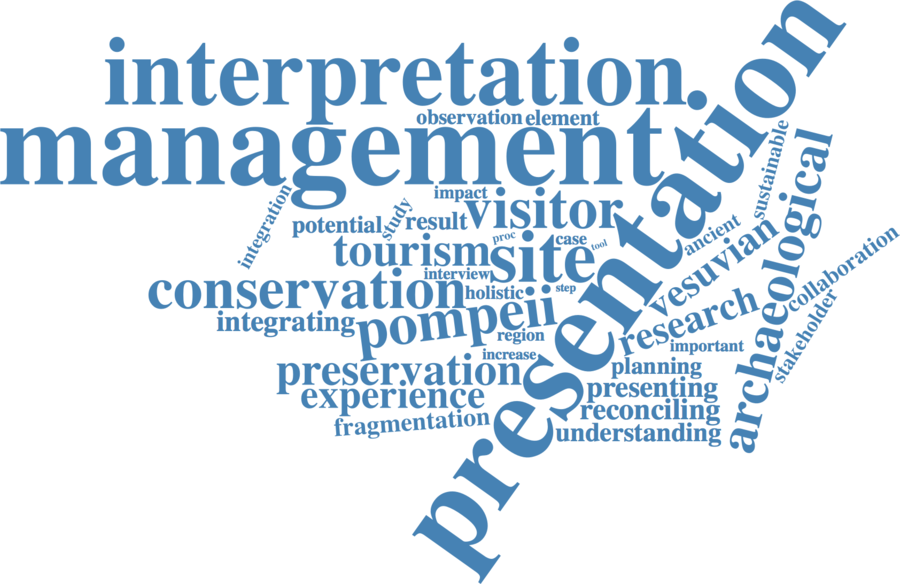 interpretation
presentation
observation element
management
sustainable
archaeological
integration
impact
visitor
potential
study
result
proc
case
tool
ancient
tourism
site
vesuvian
collaboration
interview
conservation
holistic
step
stakeholder
integrating
pompeii
region
research
important
increase
preservation
planning
experience
presenting
reconciling
fragmentation
understanding